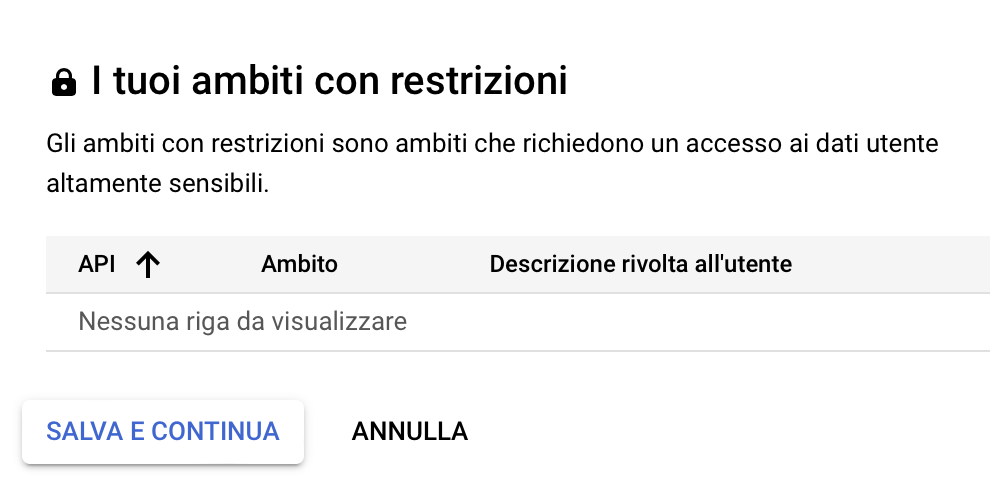 I tuoi ambiti con restrizioni
Gli ambiti con restrizioni sono ambiti che richiedono un accesso ai dati utente
altamente sensibili.
API Ambito Descrizione rivolta all'utente
Nessuna riga da visualizzare
SALVA E CONTINUA ANNULLA